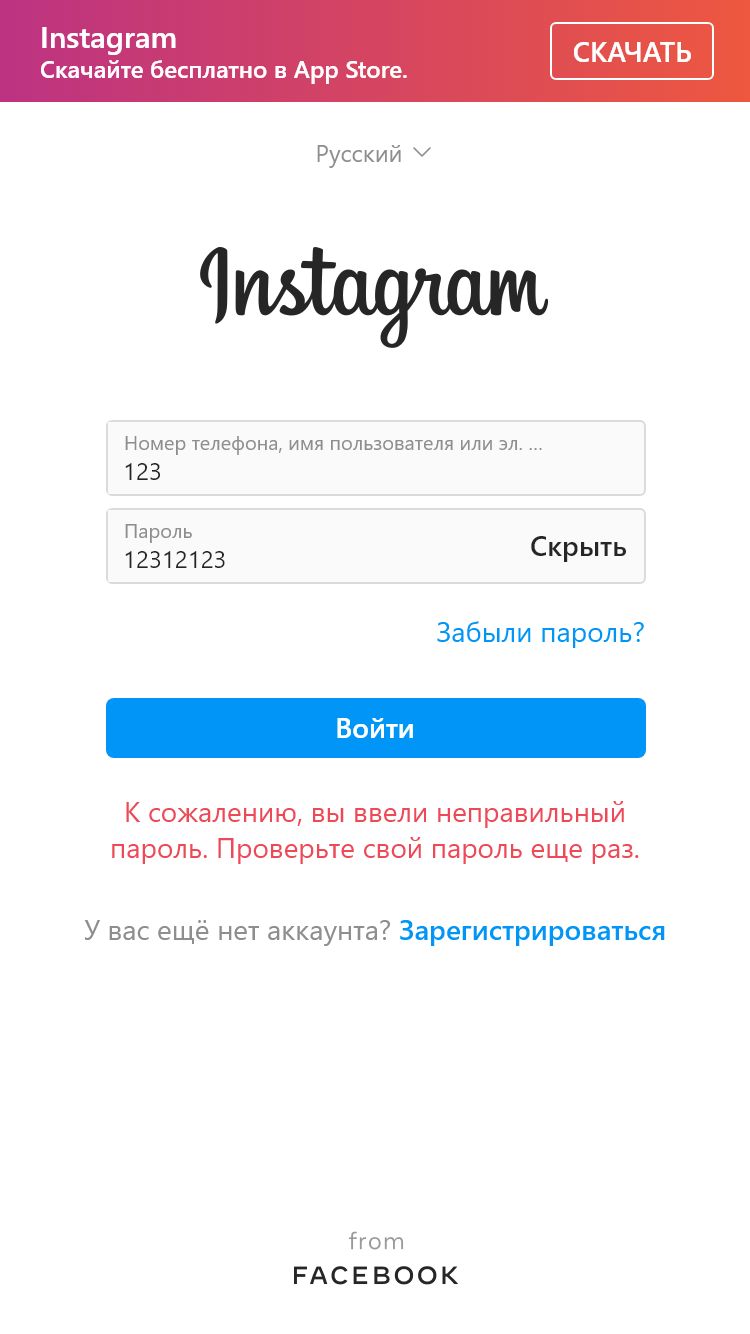 Instagram
Скачайте бесплатно в App Store.
СКАЧАТЬ
Русский
Instagram
Номер телефона, имя пользователя или эл. ...
123
Пароль
12312123
Скрыть
Забыли пароль?
Войти
К сожалению, вы ввели неправильный
пароль. Проверьте свой пароль еще раз.
У вас ещё нет аккаунта? Зарегистрироваться
from
FACEBOOK